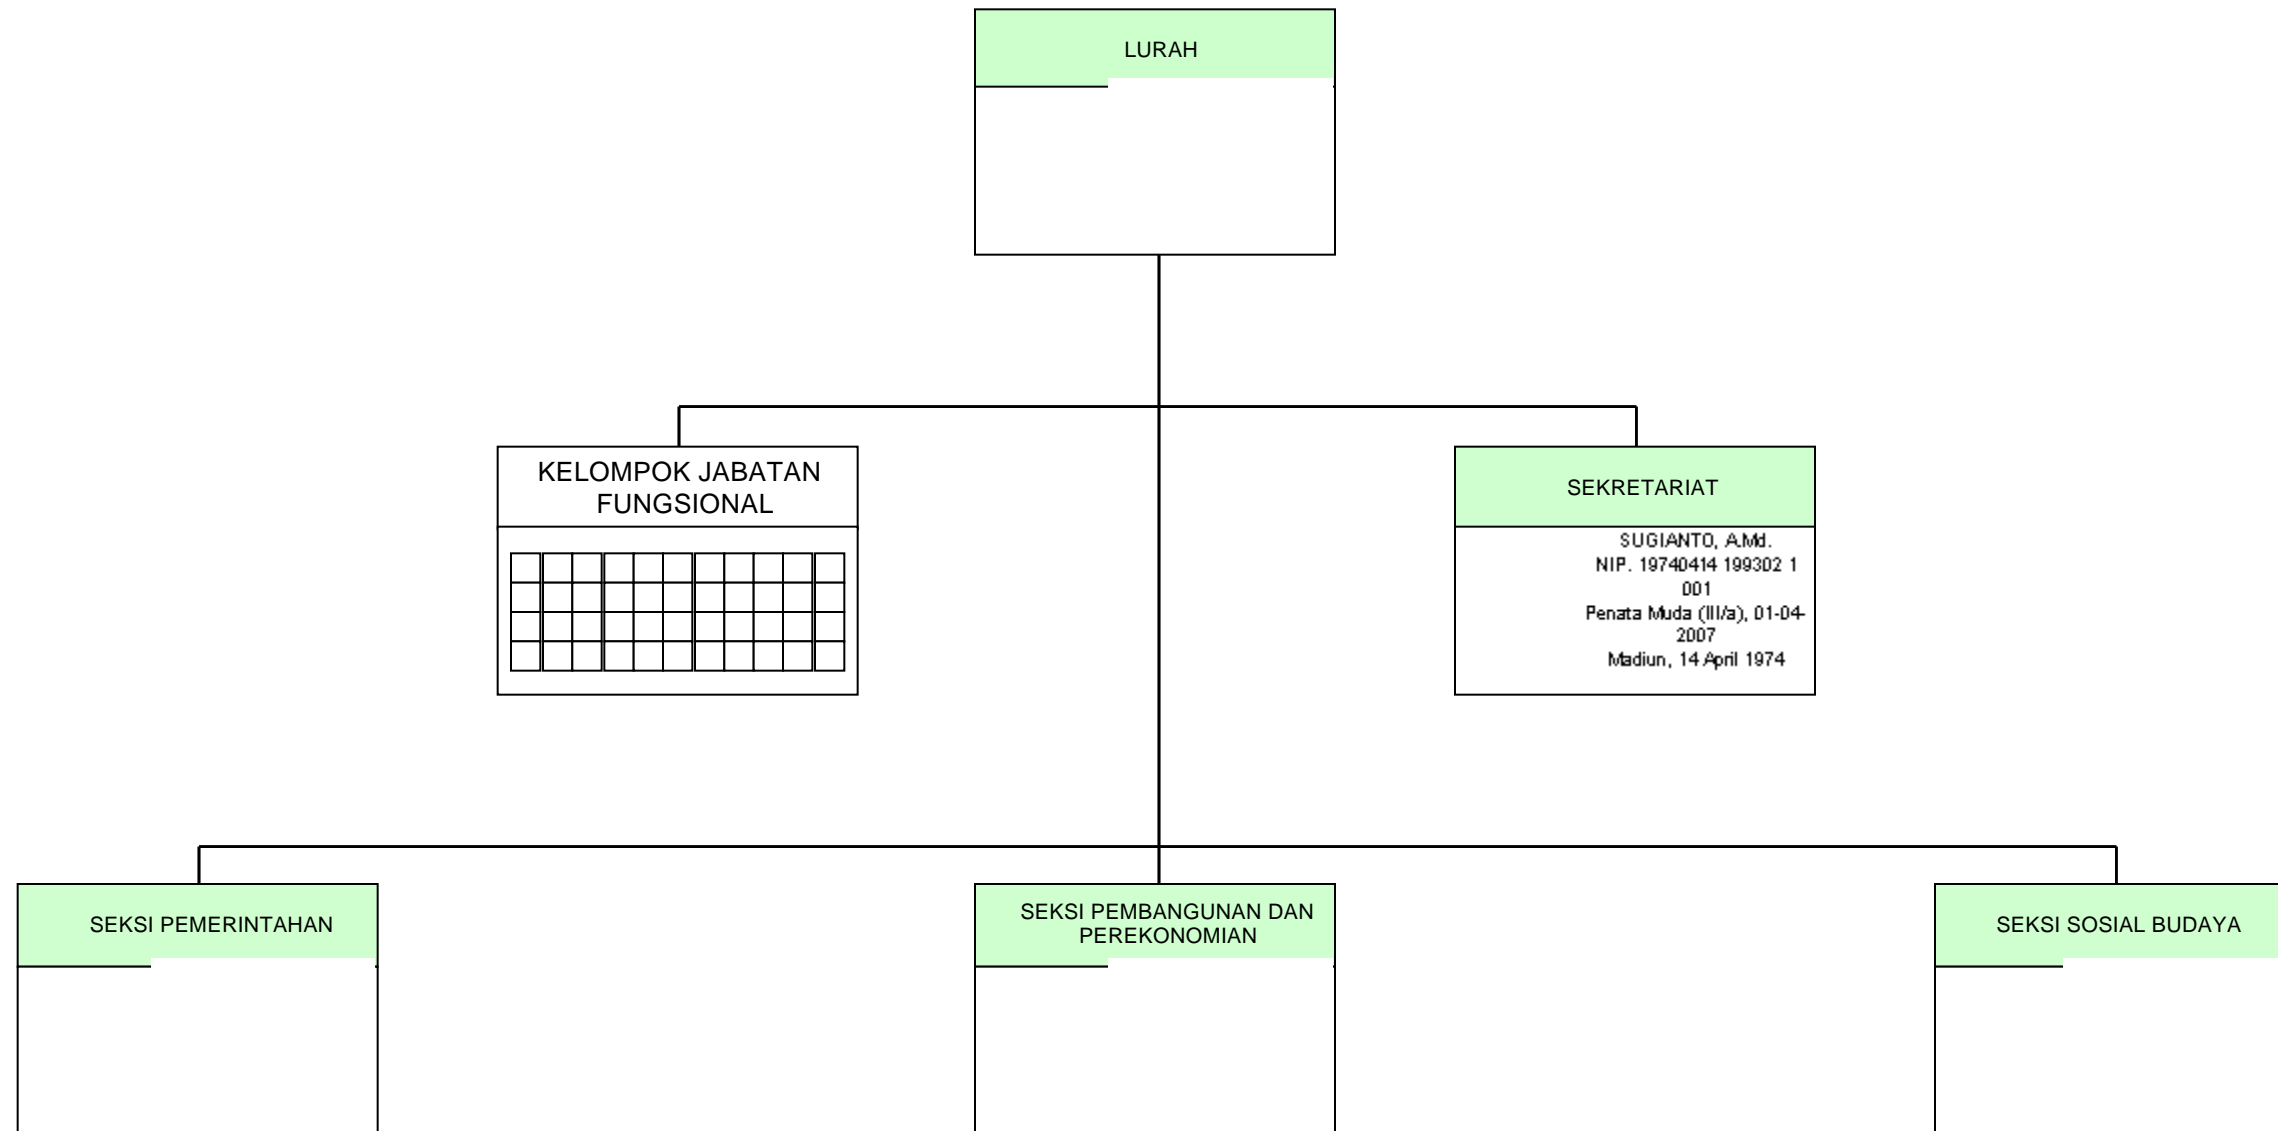 LURAH
KELOMPOK JABATAN
FUNGSIONAL
SEKRETARIAT
SUGIANTO, A.Md.
NIP. 19740414 199302 1
001
Penata Muda (III/a), 01-04-
2007
Madiun, 14 April 1974
SEKSI PEMERINTAHAN
SEKSI PEMBANGUNAN DAN
PEREKONOMIAN
SEKSI SOSIAL BUDAYA